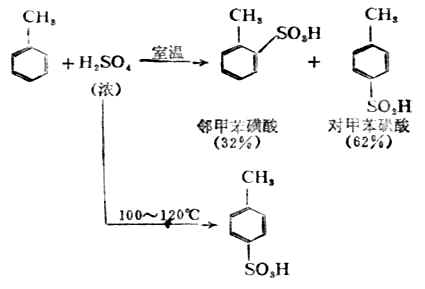 CH₃
+ H₂SO₄
(浓)
室温
CH₃
SO₃H
+
CH₃
SO₂H
邻甲苯磺酸
(32%)
对甲苯磺酸
(62%)
100~120℃
CH₃
SO₃H